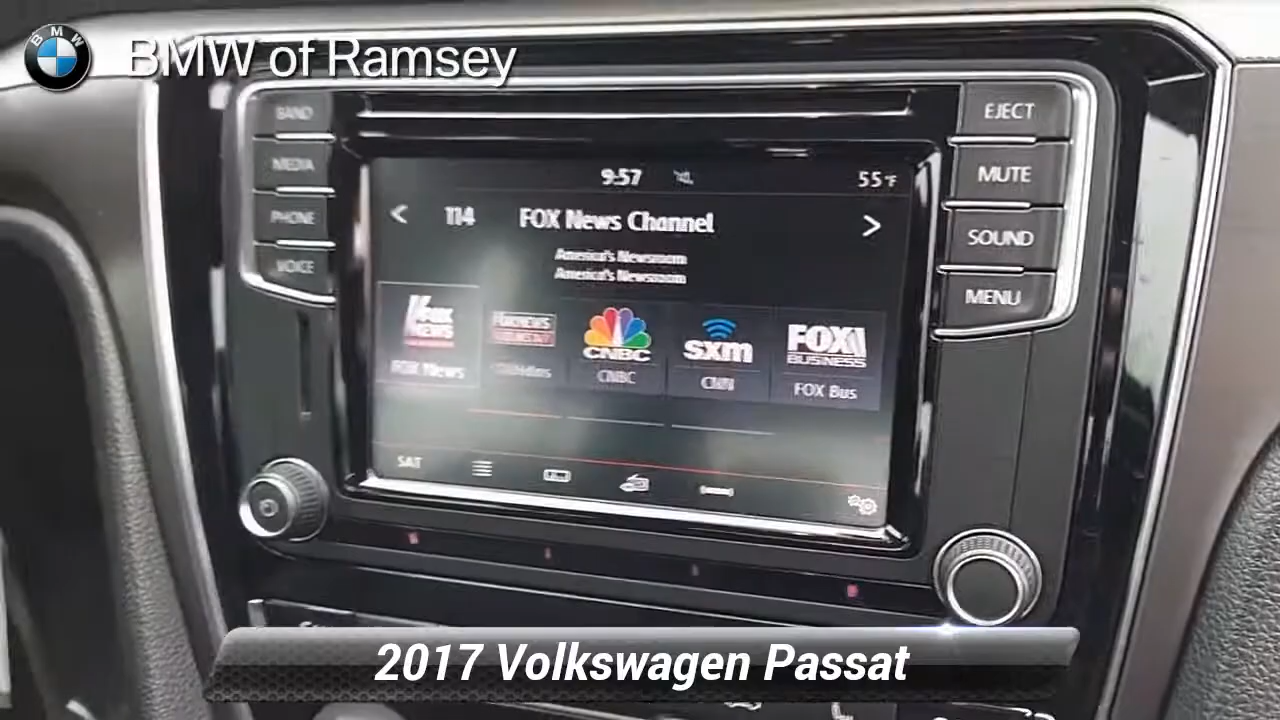 BMW
BMW of Ramsey
BAND
MEDIA
PHONE
VOICE
EJECT
MUTE
SOUND
MENU
9:57 55°F
< 114 FOX News Channel >
America's Newsroom
America's Newsroom
FOX NEWS
FOX News
CNBC
CNBC
sxm
CNN
FOX BUSINESS
FOX Bus
SAT
2017 Volkswagen Passat